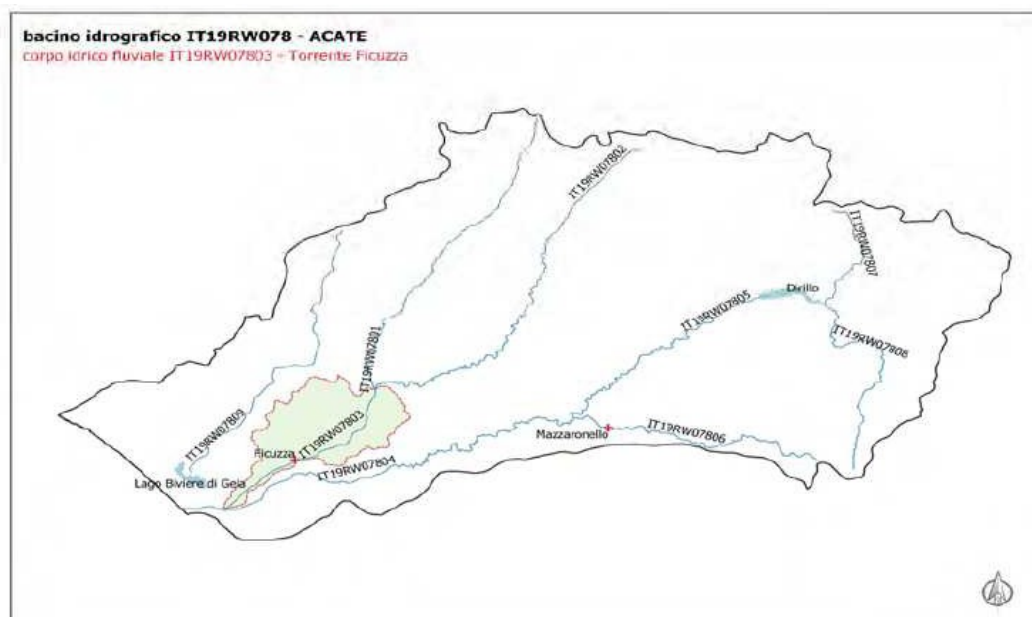 bacino idrografico IT19RW078 - ACATE
corpo idrico fluviale IT19RW07803 - Torrente Ficuzza
IT19RW07802
IT19RW07807
Dirillo
IT19RW07805
IT19RW07808
IT19RW07801
IT19RW07809
IT19RW07803
Ficuzza
IT19RW07804
Mazzaronello
IT19RW07806
Lago Biviere di Gela